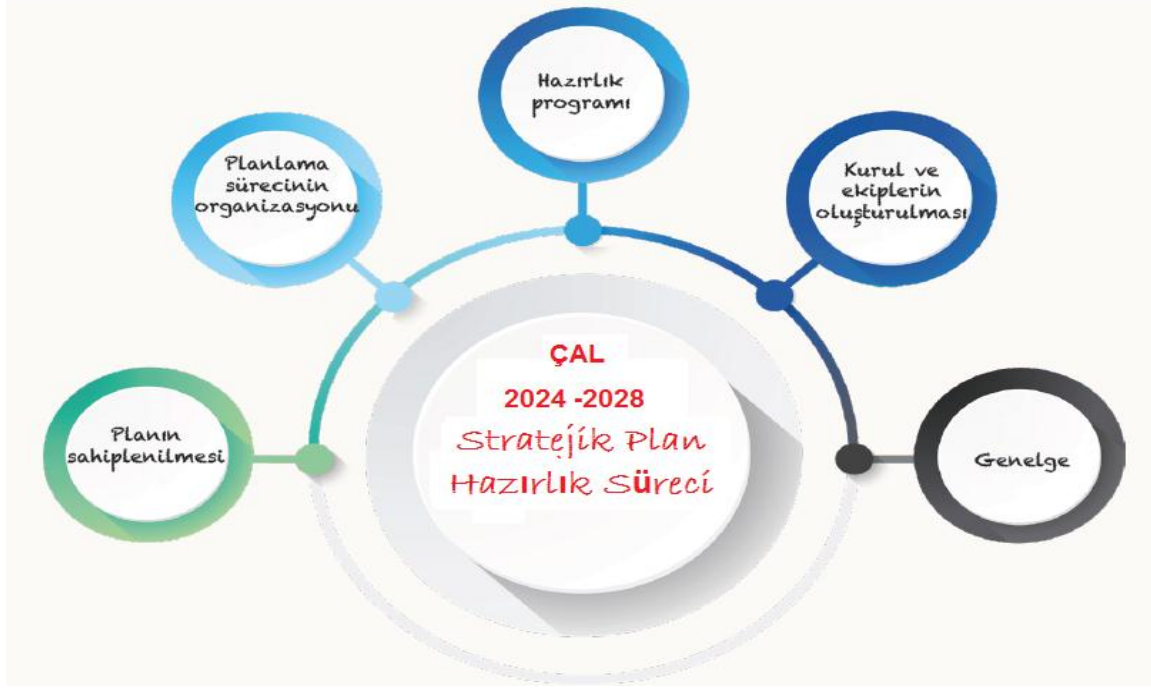 Hazırlık
programı
Planlama
sürecinin
organizasyonu
Kurul ve
ekiplerin
oluşturulması
Planın
sahiplenilmesi
ÇAL
2024 -2028
Stratejik Plan
Hazırlık Süreci
Genelge